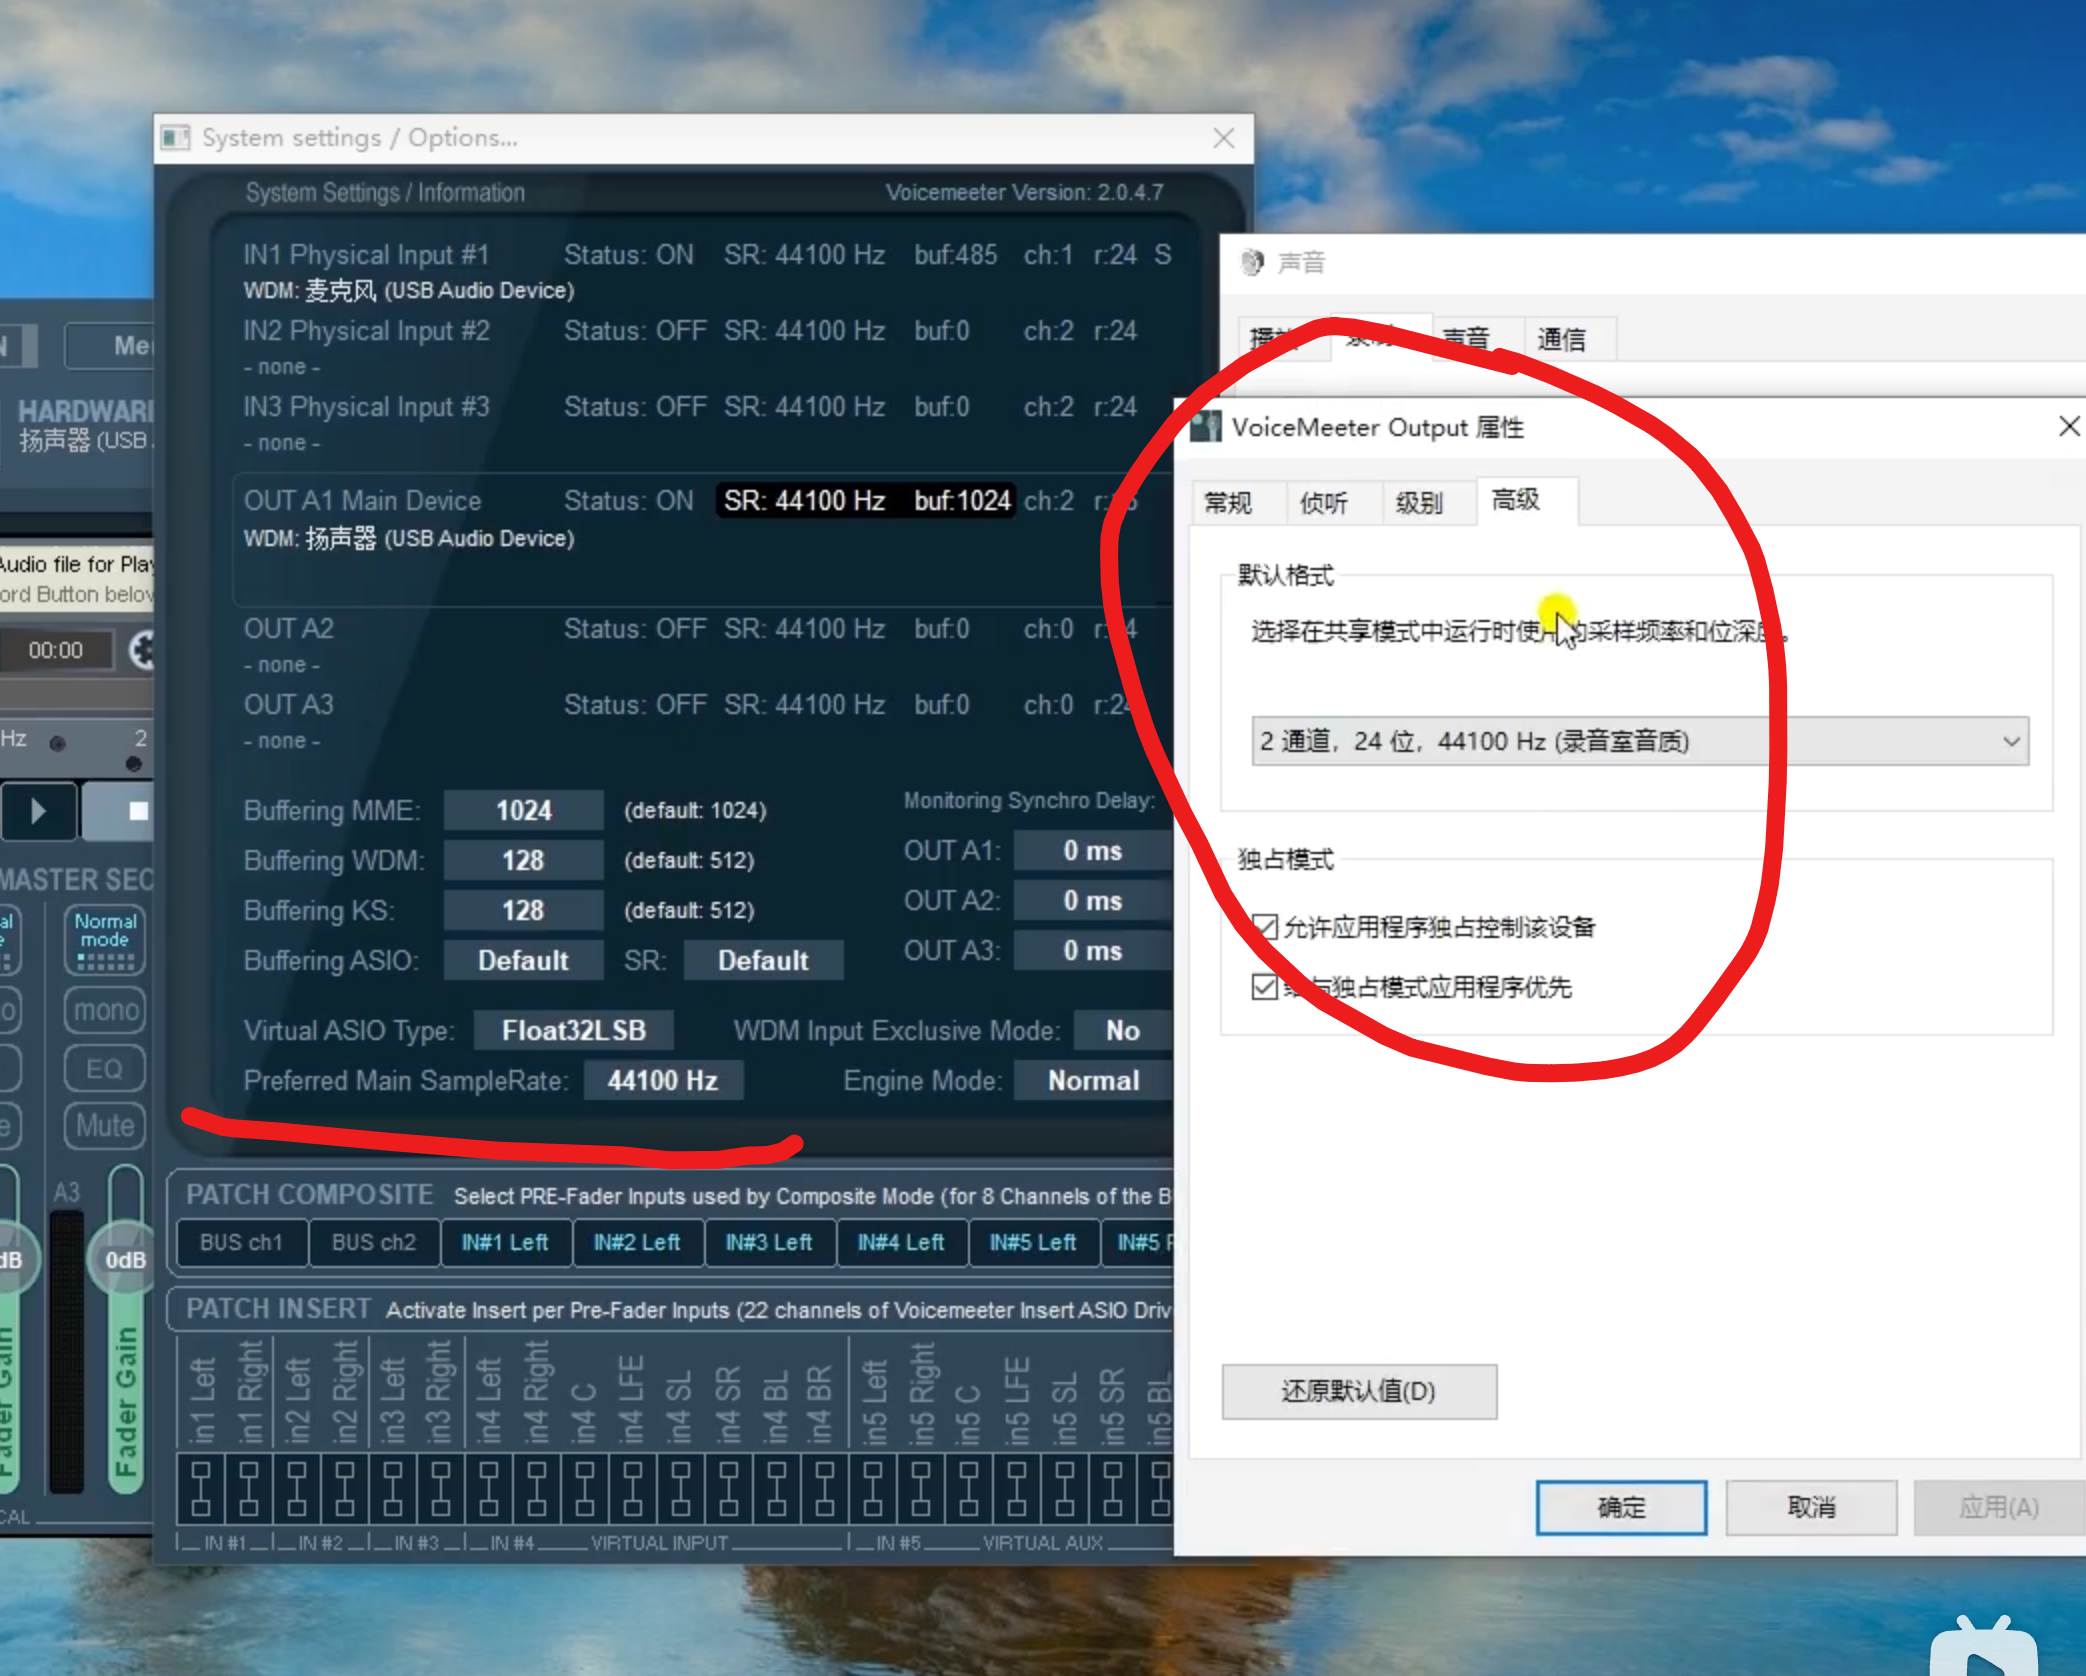 System settings / Options...
System Settings / Information
Voicemeeter Version: 2.0.4.7
IN1 Physical Input #1 Status: ON SR: 44100 Hz buf:485 ch:1 r:24 S
WDM: 麦克风 (USB Audio Device)
IN2 Physical Input #2 Status: OFF SR: 44100 Hz buf:0 ch:2 r:24
- none -
IN3 Physical Input #3 Status: OFF SR: 44100 Hz buf:0 ch:2 r:24
- none -
OUT A1 Main Device Status: ON SR: 44100 Hz buf:1024 ch:2
WDM: 扬声器 (USB Audio Device)
OUT A2 Status: OFF SR: 44100 Hz buf:0 ch:0
- none -
OUT A3 Status: OFF SR: 44100 Hz buf:0 ch:0 r:24
- none -
Buffering MME: 1024 (default: 1024)
Buffering WDM: 128 (default: 512)
Buffering KS: 128 (default: 512)
Buffering ASIO: Default SR: Default
Monitoring Synchro Delay:
OUT A1: 0 ms
OUT A2: 0 ms
OUT A3: 0 ms
Virtual ASIO Type: Float32LSB WDM Input Exclusive Mode: No
Preferred Main SampleRate: 44100 Hz Engine Mode: Normal
PATCH COMPOSITE Select PRE-Fader Inputs used by Composite Mode (for 8 Channels of the B
BUS ch1 BUS ch2 IN#1 Left IN#2 Left IN#3 Left IN#4 Left IN#5 Left IN#5
PATCH INSERT Activate Insert per Pre-Fader Inputs (22 channels of Voicemeeter Insert ASIO Driv
in1 Left in1 Right in2 Left in2 Right in3 Left in3 Right in4 Left in4 Right in4 C in4 LFE in4 SL in4 SR in4 BL in4 BR in5 Left in5 Right in5 C in5 LFE in5 SL in5 SR in5 BL
IN #1 IN #2 IN #3 IN #4 VIRTUAL INPUT IN #5 VIRTUAL AUX
N
Me
HARDWAR
扬声器 (USB
Audio file for Play
ord Button below
00:00
Hz 2
MASTER SEC
al Normal
e mode
o mono
EQ
e Mute
A3
dB 0dB
Fader Gain Fader Gain
CAL
声音
声音 通信
VoiceMeeter Output 属性
常规 侦听 级别 高级
默认格式
选择在共享模式中运行时使用的采样频率和位深度。
2 通道，24 位，44100 Hz (录音室音质)
独占模式
允许应用程序独占控制该设备
给与独占模式应用程序优先
还原默认值(D)
确定 取消 应用(A)